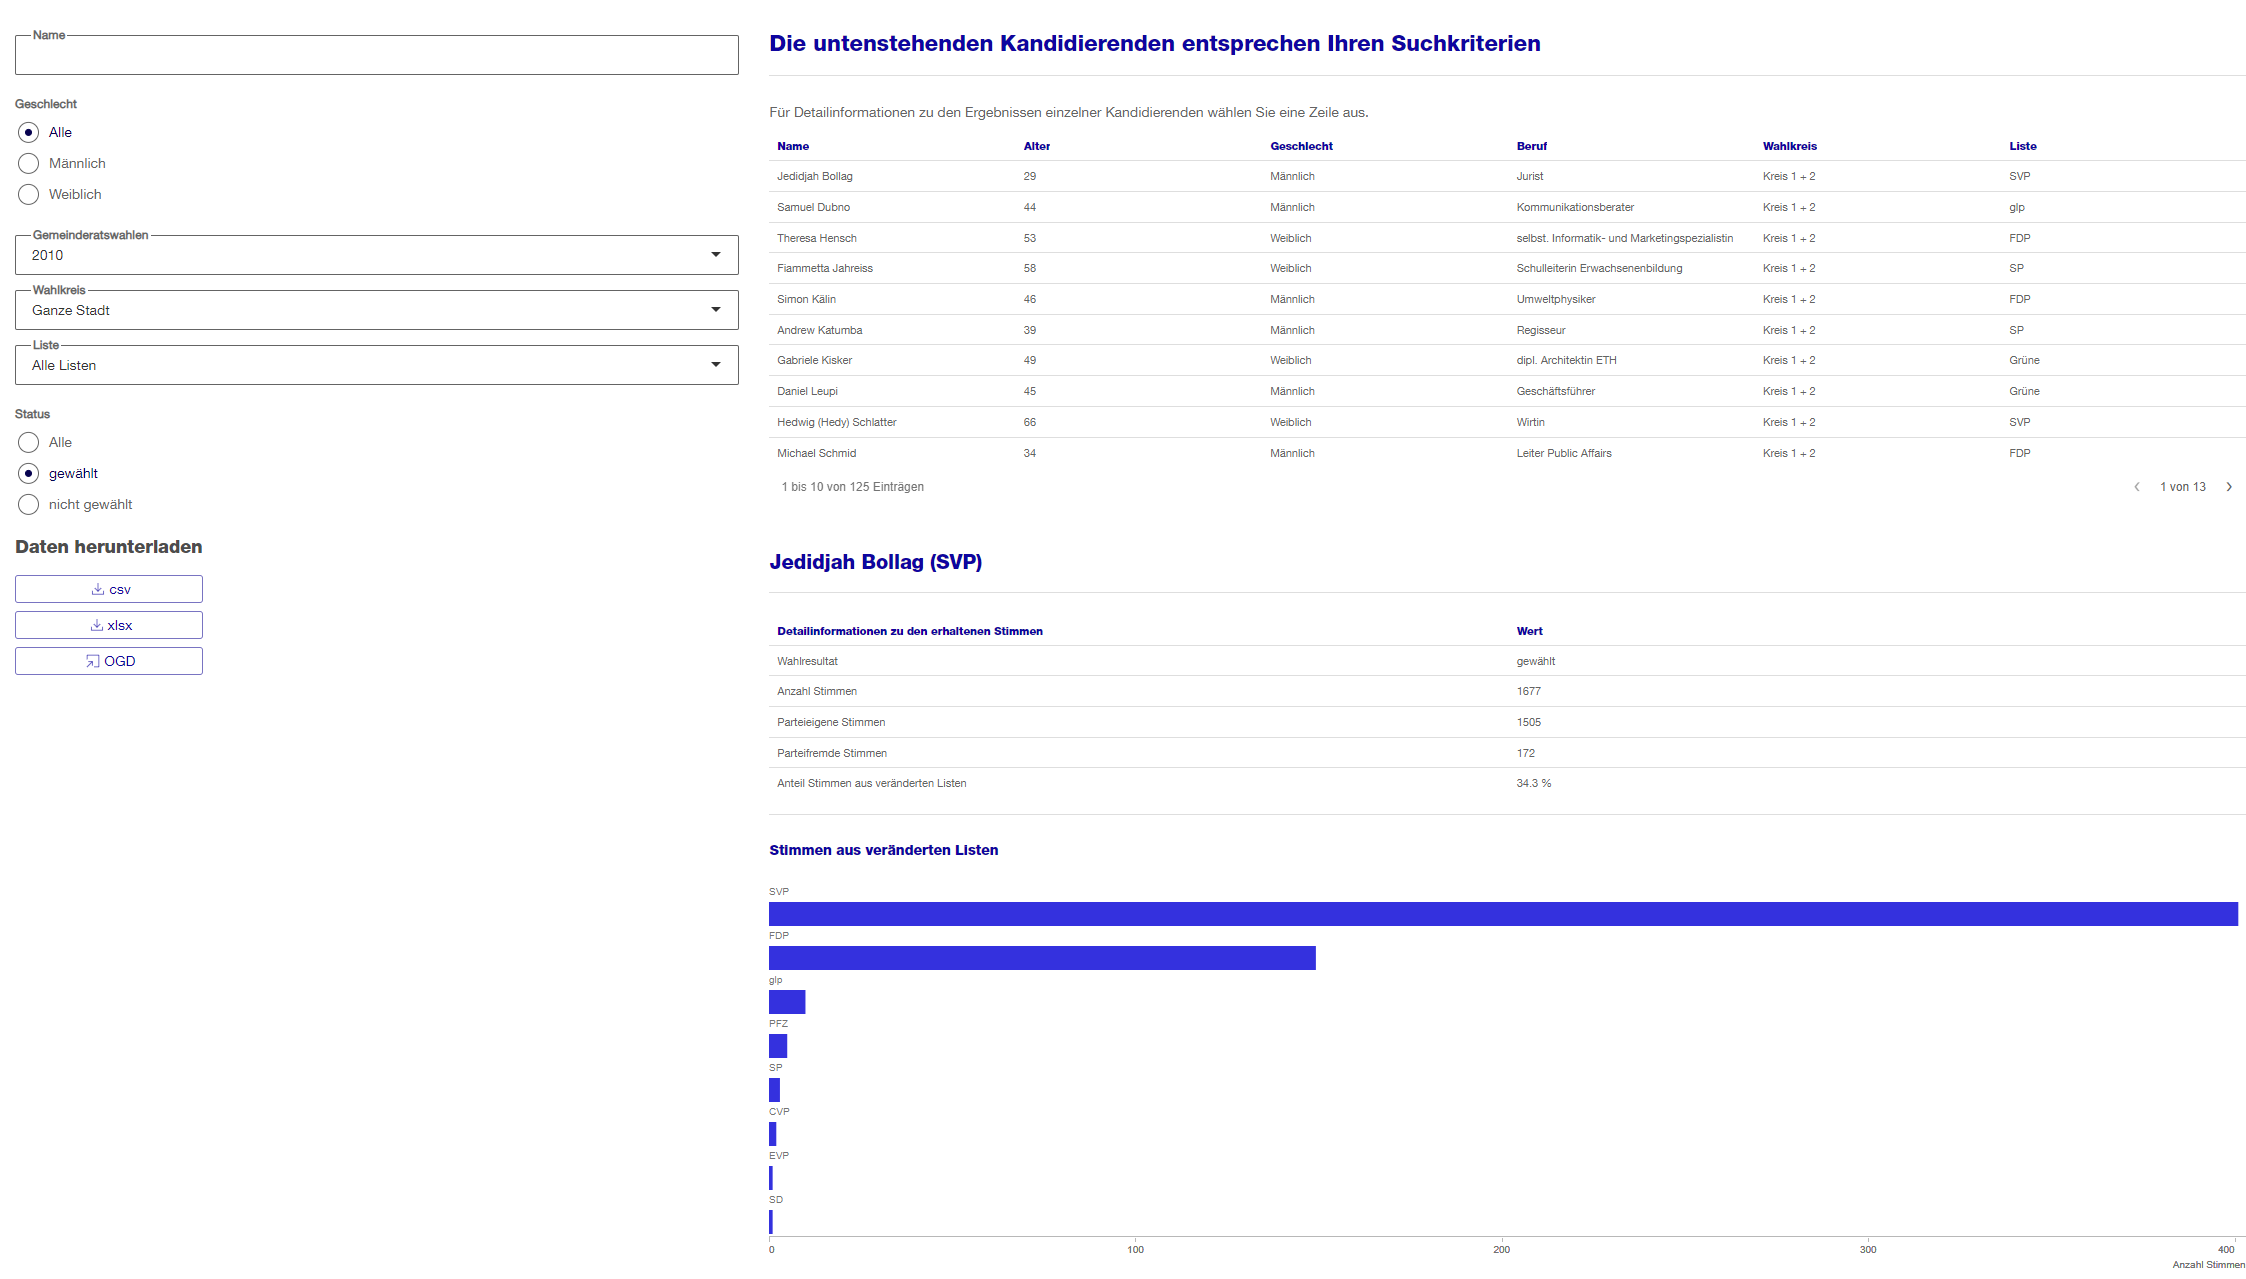 Name
Geschlecht
Alle
Männlich
Weiblich
Gemeinderatswahlen
2010
Wahlkreis
Ganze Stadt
Liste
Alle Listen
Status
Alle
gewählt
nicht gewählt
Daten herunterladen
csv
xlsx
OGD
Die untenstehenden Kandidierenden entsprechen Ihren Suchkriterien
Für Detailinformationen zu den Ergebnissen einzelner Kandidierenden wählen Sie eine Zeile aus.
Name Alter Geschlecht Beruf Wahlkreis Liste
Jedidjah Bollag 29 Männlich Jurist Kreis 1 + 2 SVP
Samuel Dubno 44 Männlich Kommunikationsberater Kreis 1 + 2 glp
Theresa Hensch 53 Weiblich selbst. Informatik- und Marketingspezialistin Kreis 1 + 2 FDP
Fiammetta Jahreiss 58 Weiblich Schulleiterin Erwachsenenbildung Kreis 1 + 2 SP
Simon Kälin 46 Männlich Umweltphysiker Kreis 1 + 2 FDP
Andrew Katumba 39 Männlich Regisseur Kreis 1 + 2 SP
Gabriele Kisker 49 Weiblich dipl. Architektin ETH Kreis 1 + 2 Grüne
Daniel Leupi 45 Männlich Geschäftsführer Kreis 1 + 2 Grüne
Hedwig (Hedy) Schlatter 66 Weiblich Wirtin Kreis 1 + 2 SVP
Michael Schmid 34 Männlich Leiter Public Affairs Kreis 1 + 2 FDP
1 bis 10 von 125 Einträgen 1 von 13
Jedidjah Bollag (SVP)
Detailinformationen zu den erhaltenen Stimmen Wert
Wahlresultat gewählt
Anzahl Stimmen 1677
Parteieigene Stimmen 1505
Parteifremde Stimmen 172
Anteil Stimmen aus veränderten Listen 34.3 %
Stimmen aus veränderten Listen
SVP
FDP
glp
PFZ
SP
CVP
EVP
SD
0 100 200 300 400
Anzahl Stimmen